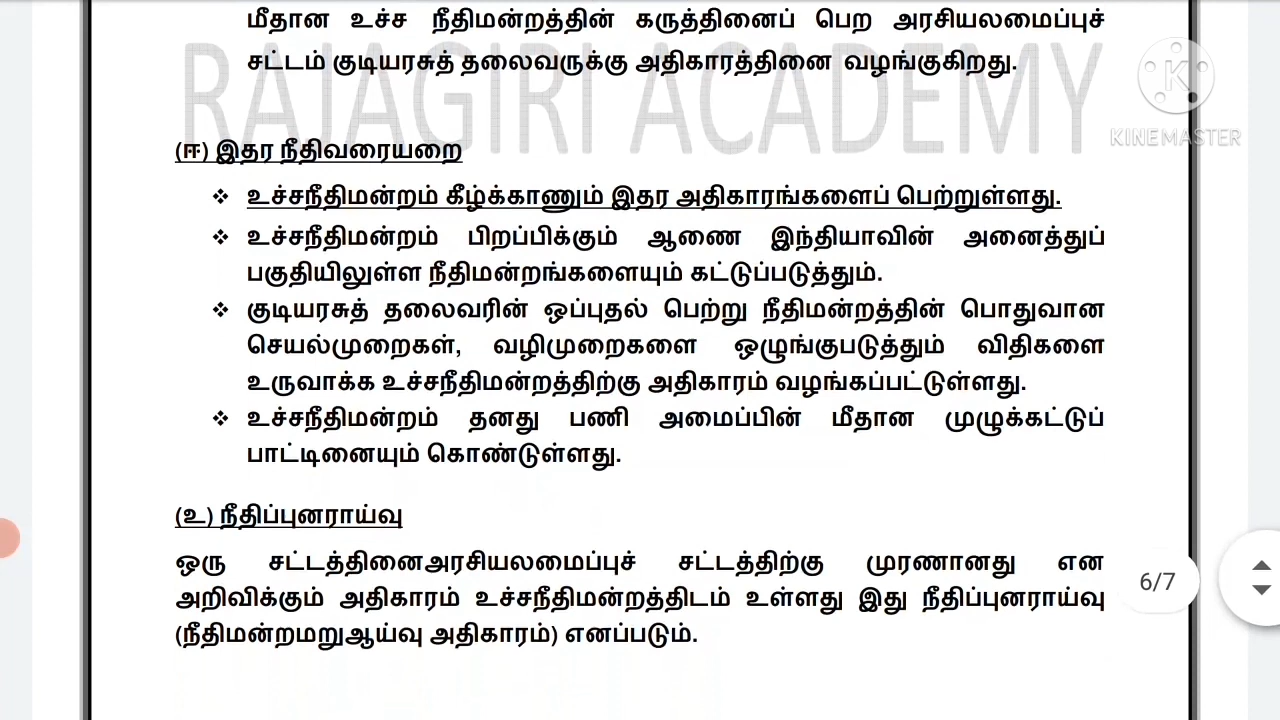 மீதான உச்ச நீதிமன்றத்தின் கருத்தினைப் பெற அரசியலமைப்புச்
சட்டம் குடியரசுத் தலைவருக்கு அதிகாரத்தினை வழங்குகிறது.
RAJAGIRI ACADEMY
KINEMASTER
(ஈ) இதர நீதிவரையறை
❖ உச்சநீதிமன்றம் கீழ்க்காணும் இதர அதிகாரங்களைப் பெற்றுள்ளது.
❖ உச்சநீதிமன்றம் பிறப்பிக்கும் ஆணை இந்தியாவின் அனைத்துப்
பகுதியிலுள்ள நீதிமன்றங்களையும் கட்டுப்படுத்தும்.
❖ குடியரசுத் தலைவரின் ஒப்புதல் பெற்று நீதிமன்றத்தின் பொதுவான
செயல்முறைகள், வழிமுறைகளை ஒழுங்குபடுத்தும் விதிகளை
உருவாக்க உச்சநீதிமன்றத்திற்கு அதிகாரம் வழங்கப்பட்டுள்ளது.
❖ உச்சநீதிமன்றம் தனது பணி அமைப்பின் மீதான முழுக்கட்டுப்
பாட்டினையும் கொண்டுள்ளது.
(உ) நீதிப்புனராய்வு
ஒரு சட்டத்தினைஅரசியலமைப்புச் சட்டத்திற்கு முரணானது என
அறிவிக்கும் அதிகாரம் உச்சநீதிமன்றத்திடம் உள்ளது இது நீதிப்புனராய்வு
(நீதிமன்றமறுஆய்வு அதிகாரம்) எனப்படும்.
6/7